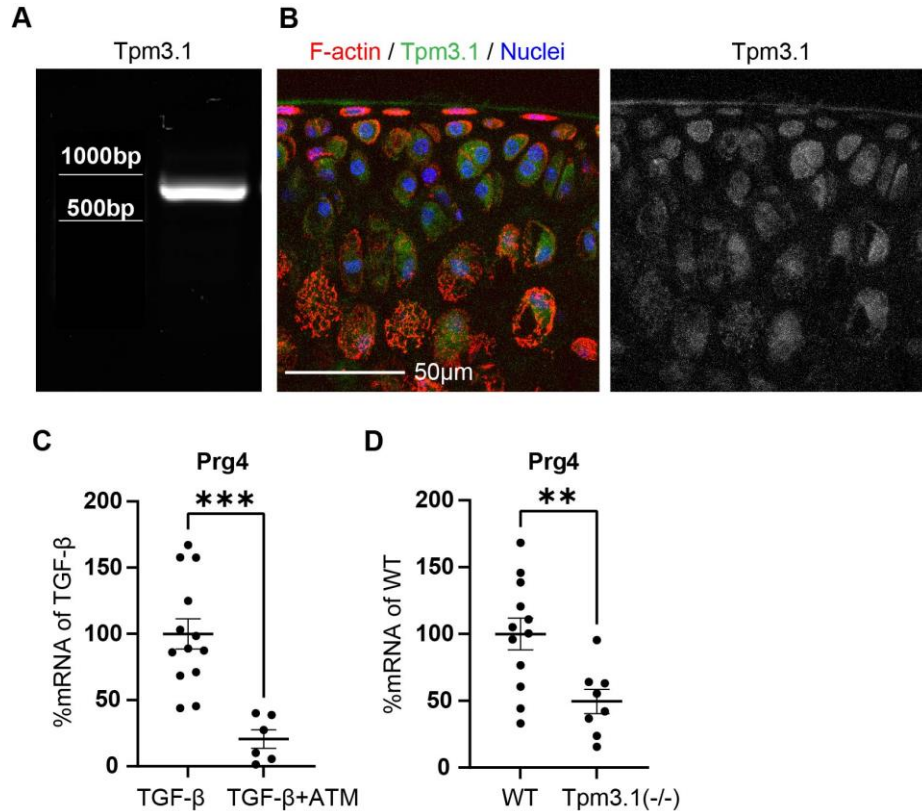 A
Tpm3.1
1000bp
500bp
B
F-actin / Tpm3.1 / Nuclei
Tpm3.1
50µm
C
Prg4
***
%mRNA of TGF-β
200
150
100
50
0
TGF-β
TGF-β+ATM
D
Prg4
**
%mRNA of WT
200
150
100
50
0
WT
Tpm3.1(-/-)